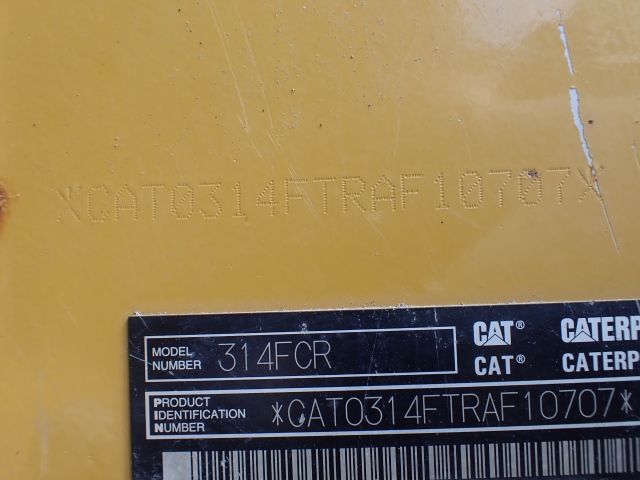 *CAT0314FTRAF10707*
MODEL NUMBER 314FCR
CAT® CATERP
CAT® CATERP
PRODUCT IDENTIFICATION NUMBER *CAT0314FTRAF10707*